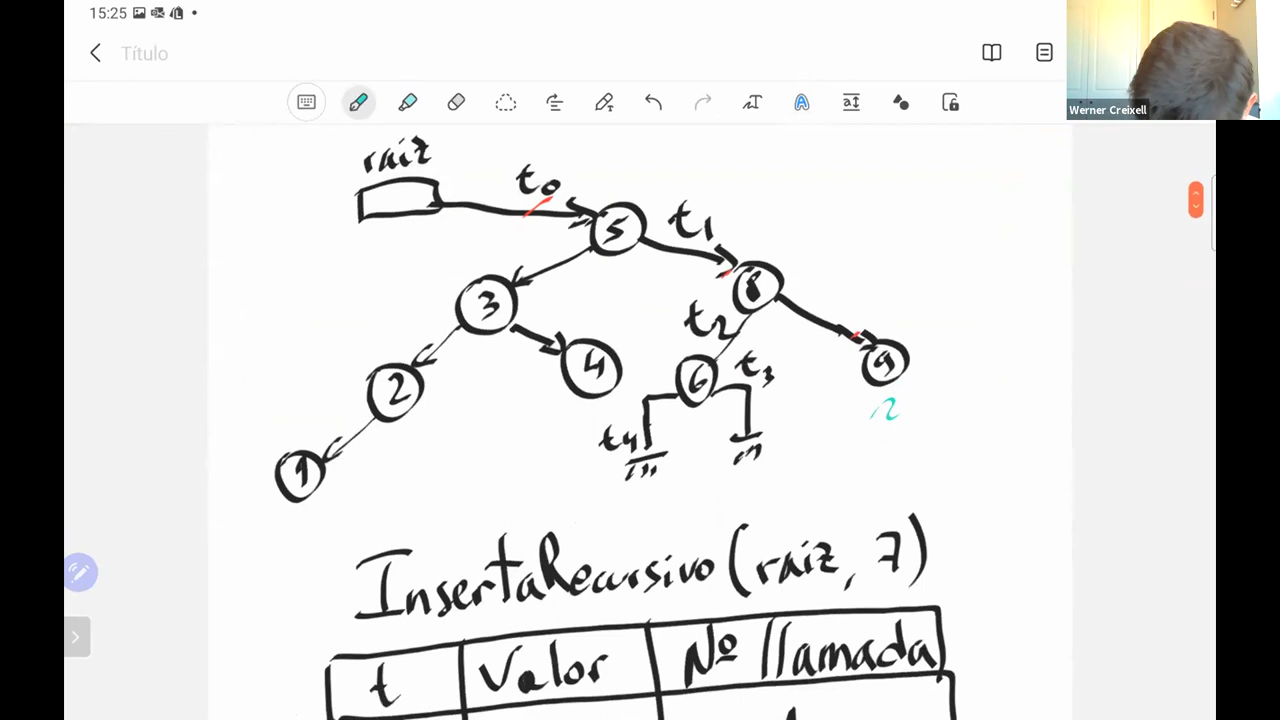 15:25
Título
Werner Creixell
raiz
t0
5
t1
3
8
t2
2
4
6
t3
9
t4
1
InsertaRecursivo(raiz, 7)
t Valor Nº llamada